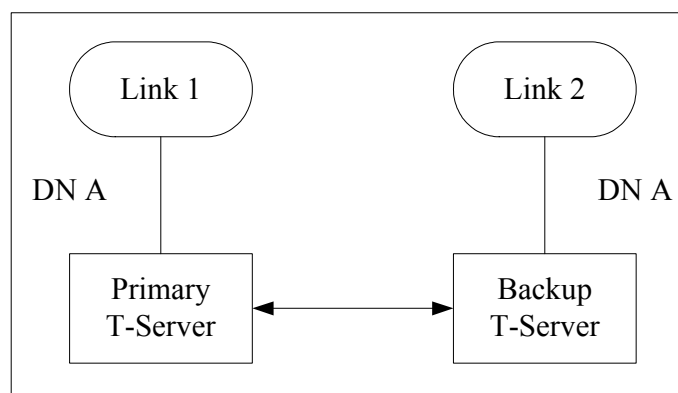 Link 1
Link 2
DN A
DN A
Primary
T-Server
Backup
T-Server